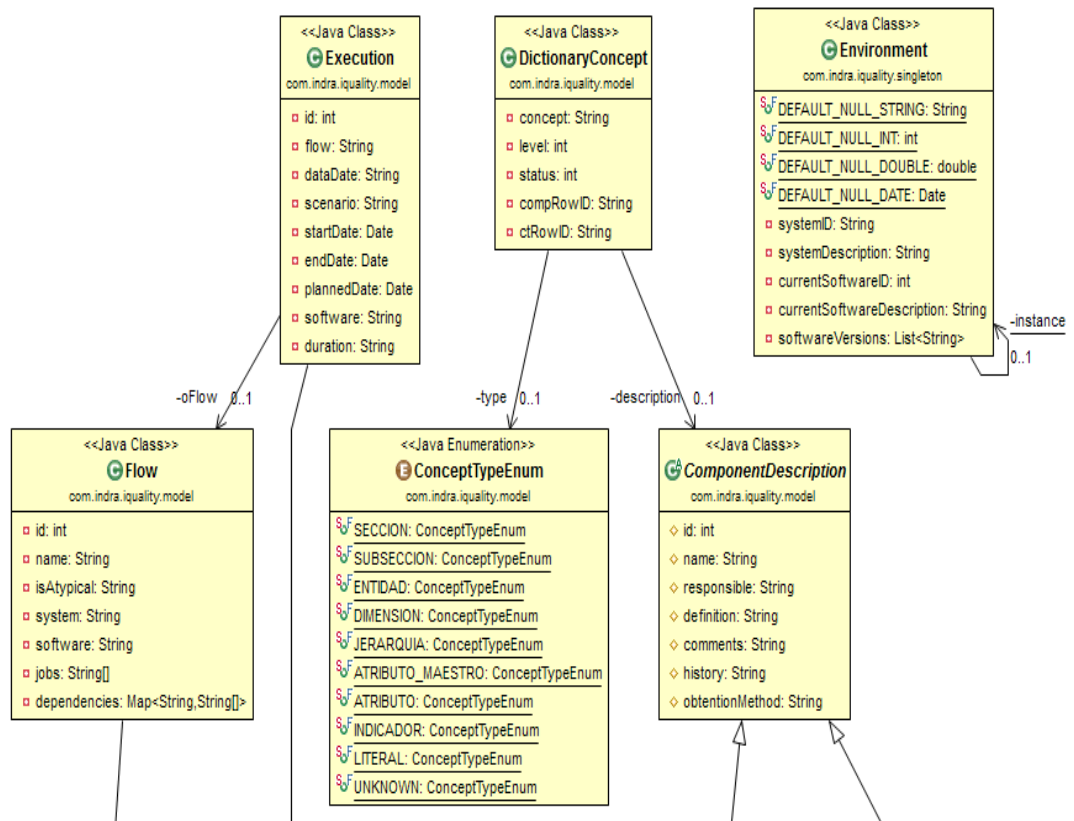 <<Java Class>>
Execution
com.indra.iquality.model
id: int
flow: String
dataDate: String
scenario: String
startDate: Date
endDate: Date
plannedDate: Date
software: String
duration: String
<<Java Class>>
DictionaryConcept
com.indra.iquality.model
concept: String
level: int
status: int
compRowID: String
ctRowID: String
<<Java Class>>
Environment
com.indra.iquality.singleton
DEFAULT_NULL_STRING: String
DEFAULT_NULL_INT: int
DEFAULT_NULL_DOUBLE: double
DEFAULT_NULL_DATE: Date
systemID: String
systemDescription: String
currentSoftwareID: int
currentSoftwareDescription: String
softwareVersions: List<String>
-instance
0..1
-oFlow 0..1
-type 0..1
-description 0..1
<<Java Class>>
Flow
com.indra.iquality.model
id: int
name: String
isAtypical: String
system: String
software: String
jobs: String[]
dependencies: Map<String,String[]>
<<Java Enumeration>>
ConceptTypeEnum
com.indra.iquality.model
SECCION: ConceptTypeEnum
SUBSECCION: ConceptTypeEnum
ENTIDAD: ConceptTypeEnum
DIMENSION: ConceptTypeEnum
JERARQUIA: ConceptTypeEnum
ATRIBUTO_MAESTRO: ConceptTypeEnum
ATRIBUTO: ConceptTypeEnum
INDICADOR: ConceptTypeEnum
LITERAL: ConceptTypeEnum
UNKNOWN: ConceptTypeEnum
<<Java Class>>
ComponentDescription
com.indra.iquality.model
id: int
name: String
responsible: String
definition: String
comments: String
history: String
obtentionMethod: String